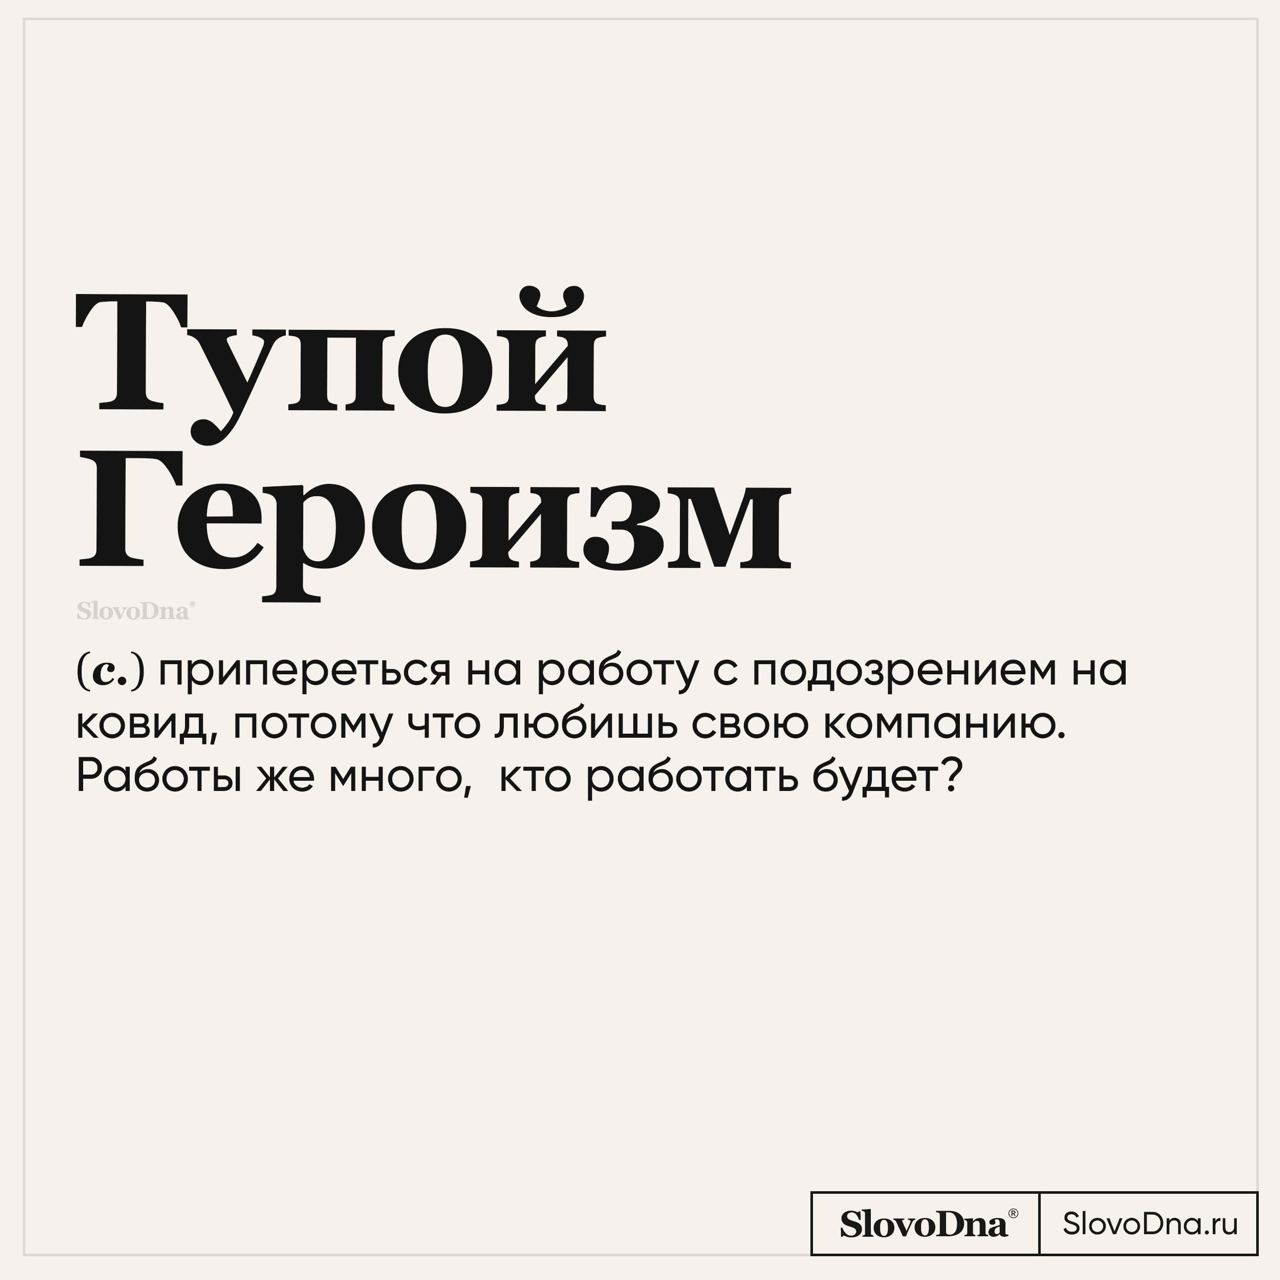 Тупой
Героизм
SlovoDna®
(с.) припереться на работу с подозрением на
ковид, потому что любишь свою компанию.
Работы же много,  кто работать будет?
SlovoDna® SlovoDna.ru